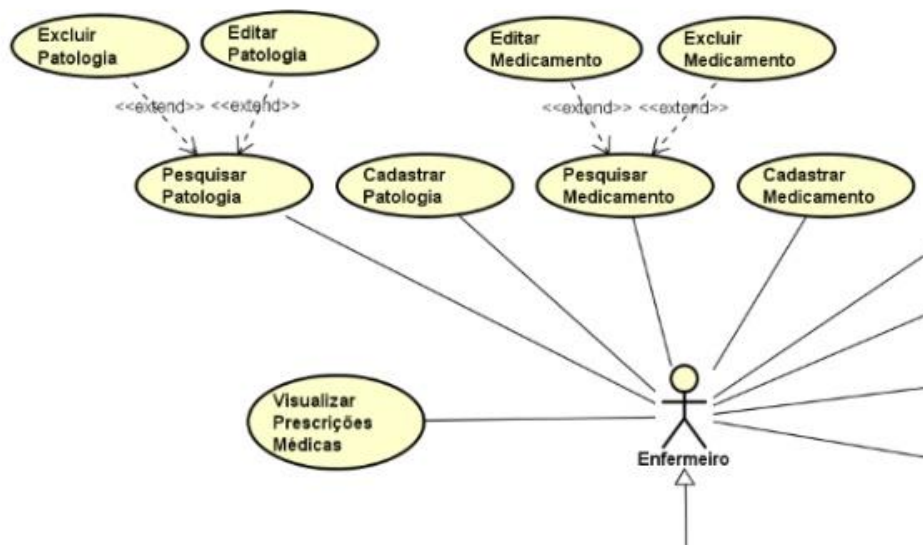 Excluir
Patologia
Editar
Patologia
Editar
Medicamento
Excluir
Medicamento
<<extend>>
<<extend>>
<<extend>>
<<extend>>
Pesquisar
Patologia
Cadastrar
Patologia
Pesquisar
Medicamento
Cadastrar
Medicamento
Visualizar
Prescrições
Médicas
Enfermeiro